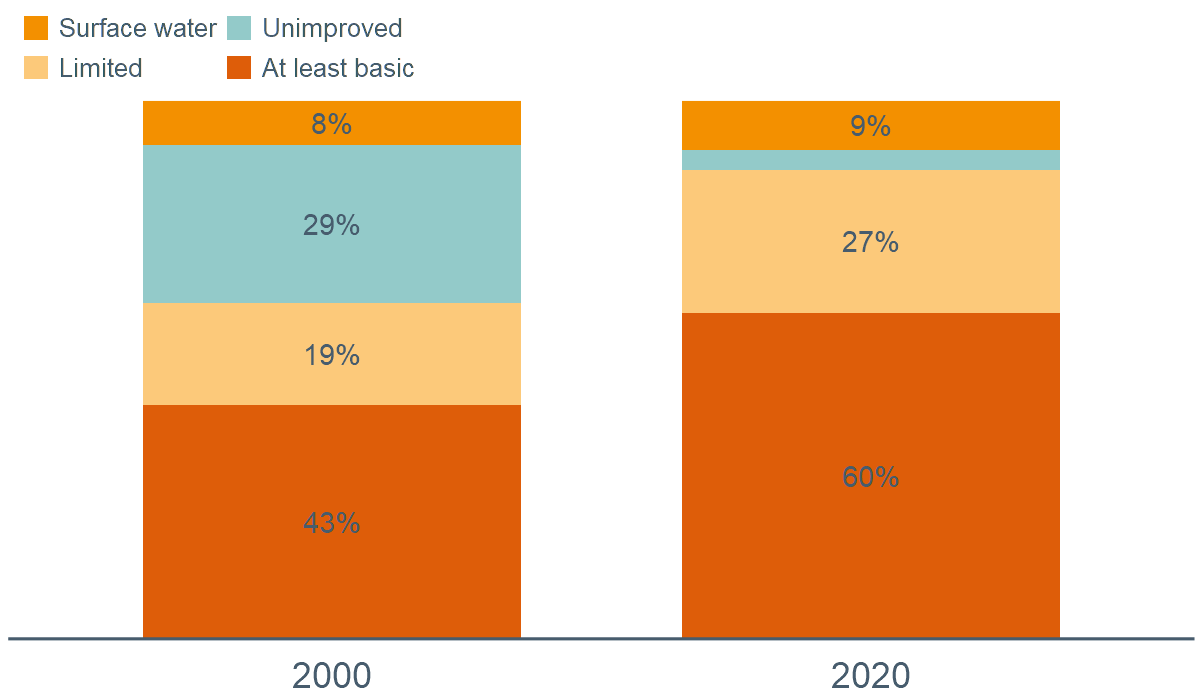 Surface water Unimproved
Limited At least basic
8% 9%
29% 27%
19%
43% 60%
2000 2020